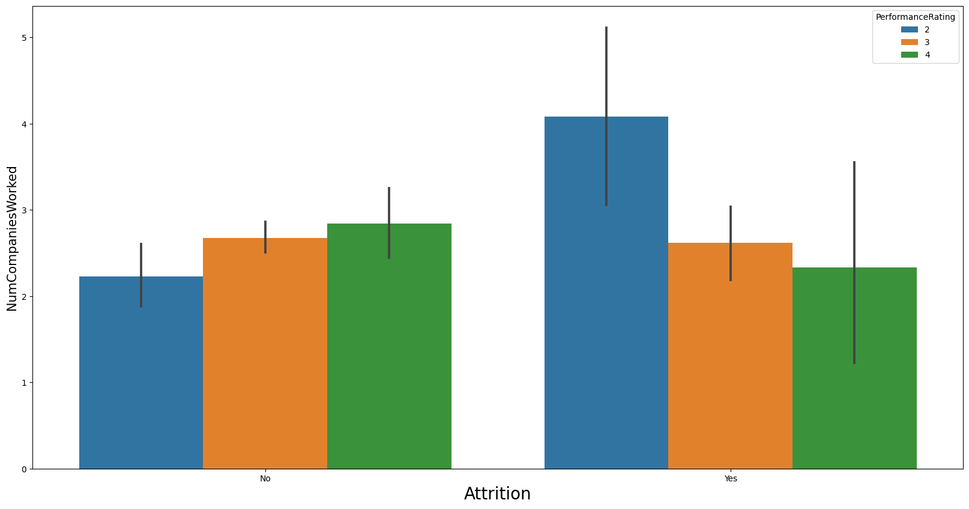 PerformanceRating
2
3
4
5
4
3
2
1
0
NumCompaniesWorked
No
Yes
Attrition